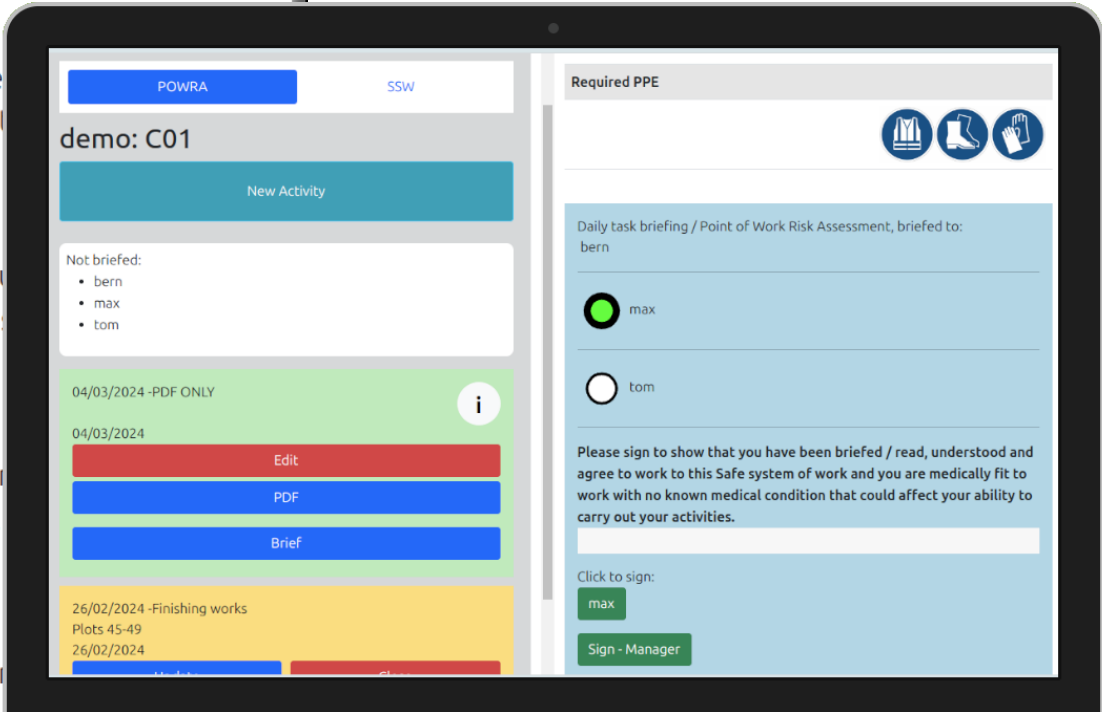 POWRA
SSW
demo: C01
New Activity
Not briefed:
bern
max
tom
04/03/2024 -PDF ONLY
i
04/03/2024
Edit
PDF
Brief
26/02/2024 -Finishing works
Plots 45-49
26/02/2024
Required PPE
Daily task briefing / Point of Work Risk Assessment, briefed to:
bern
max
tom
Please sign to show that you have been briefed / read, understood and
agree to work to this Safe system of work and you are medically fit to
work with no known medical condition that could affect your ability to
carry out your activities.
Click to sign:
max
Sign - Manager